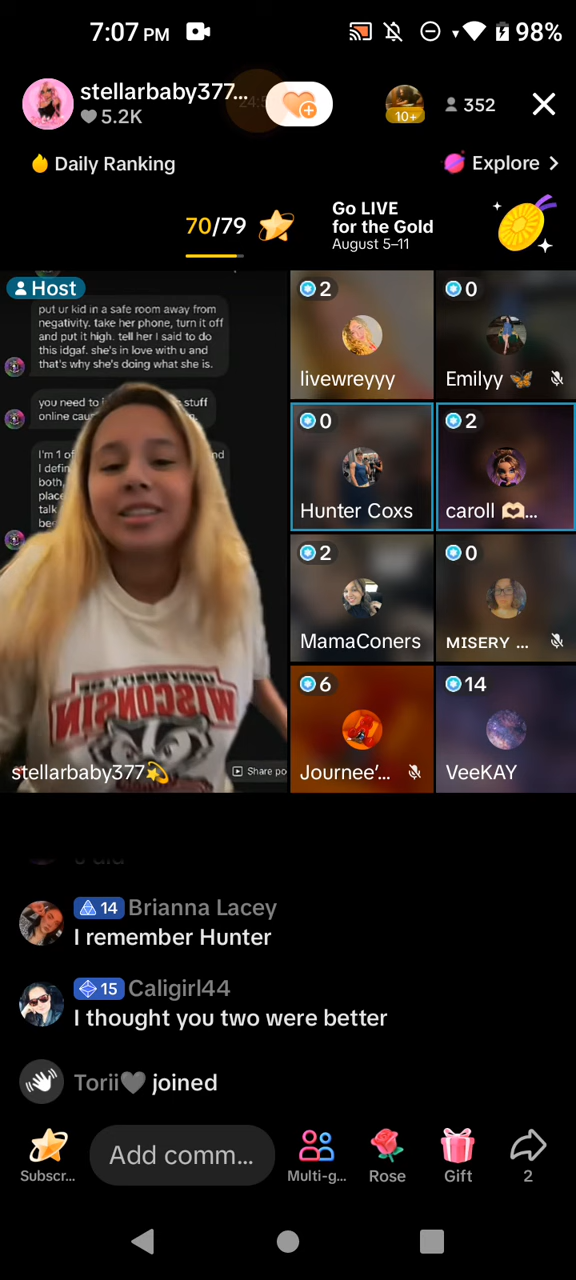 7:07 PM
98%
stellarbaby377...
5.2K
10+
352
Daily Ranking
Explore >
70/79
Go LIVE
for the Gold
August 5–11
Host
put ur kid in a safe room away from
negativity. take her phone, turn it off
and put it high. tell her I said to do
this idgaf. she's in love with u and
that's why she's doing what she is.
you need to
stuff
online
I'm 1 of
nd
I defin
both,
place
talk
WISCONSIN
stellarbaby377💫
Share po
2
livewreyyy
0
Emilyy 🦋
0
Hunter Coxs
2
caroll 🫶...
2
MamaConers
0
ᴍɪsᴇʀʏ ...
6
Journee'...
14
VeeKAY
14 Brianna Lacey
I remember Hunter
15 Caligirl44
I thought you two were better
Torii🖤 joined
Subscr...
Add comm...
Multi-g...
Rose
Gift
2